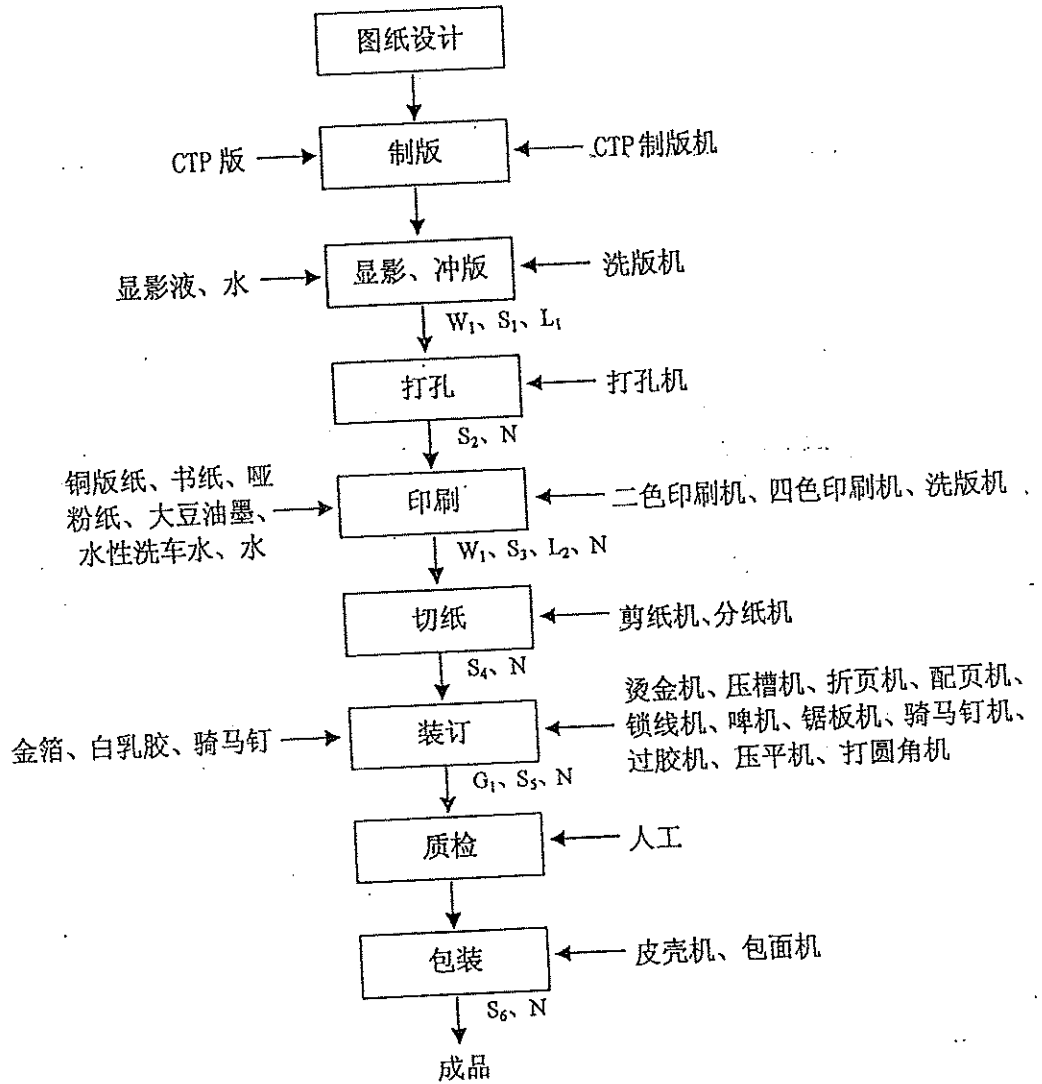 图纸设计
CTP 版
制版
CTP 制版机
显影液、水
显影、冲版
洗版机
W₁、S₁、L₁
打孔
打孔机
S₂、N
铜版纸、书纸、哑
粉纸、大豆油墨、
水性洗车水、水
印刷
二色印刷机、四色印刷机、洗版机
W₁、S₃、L₂、N
切纸
剪纸机、分纸机
S₄、N
金箔、白乳胶、骑马钉
装订
烫金机、压槽机、折页机、配页机、
锁线机、啤机、锯板机、骑马钉机、
过胶机、压平机、打圆角机
G₁、S₅、N
质检
人工
包装
皮壳机、包面机
S₆、N
成品